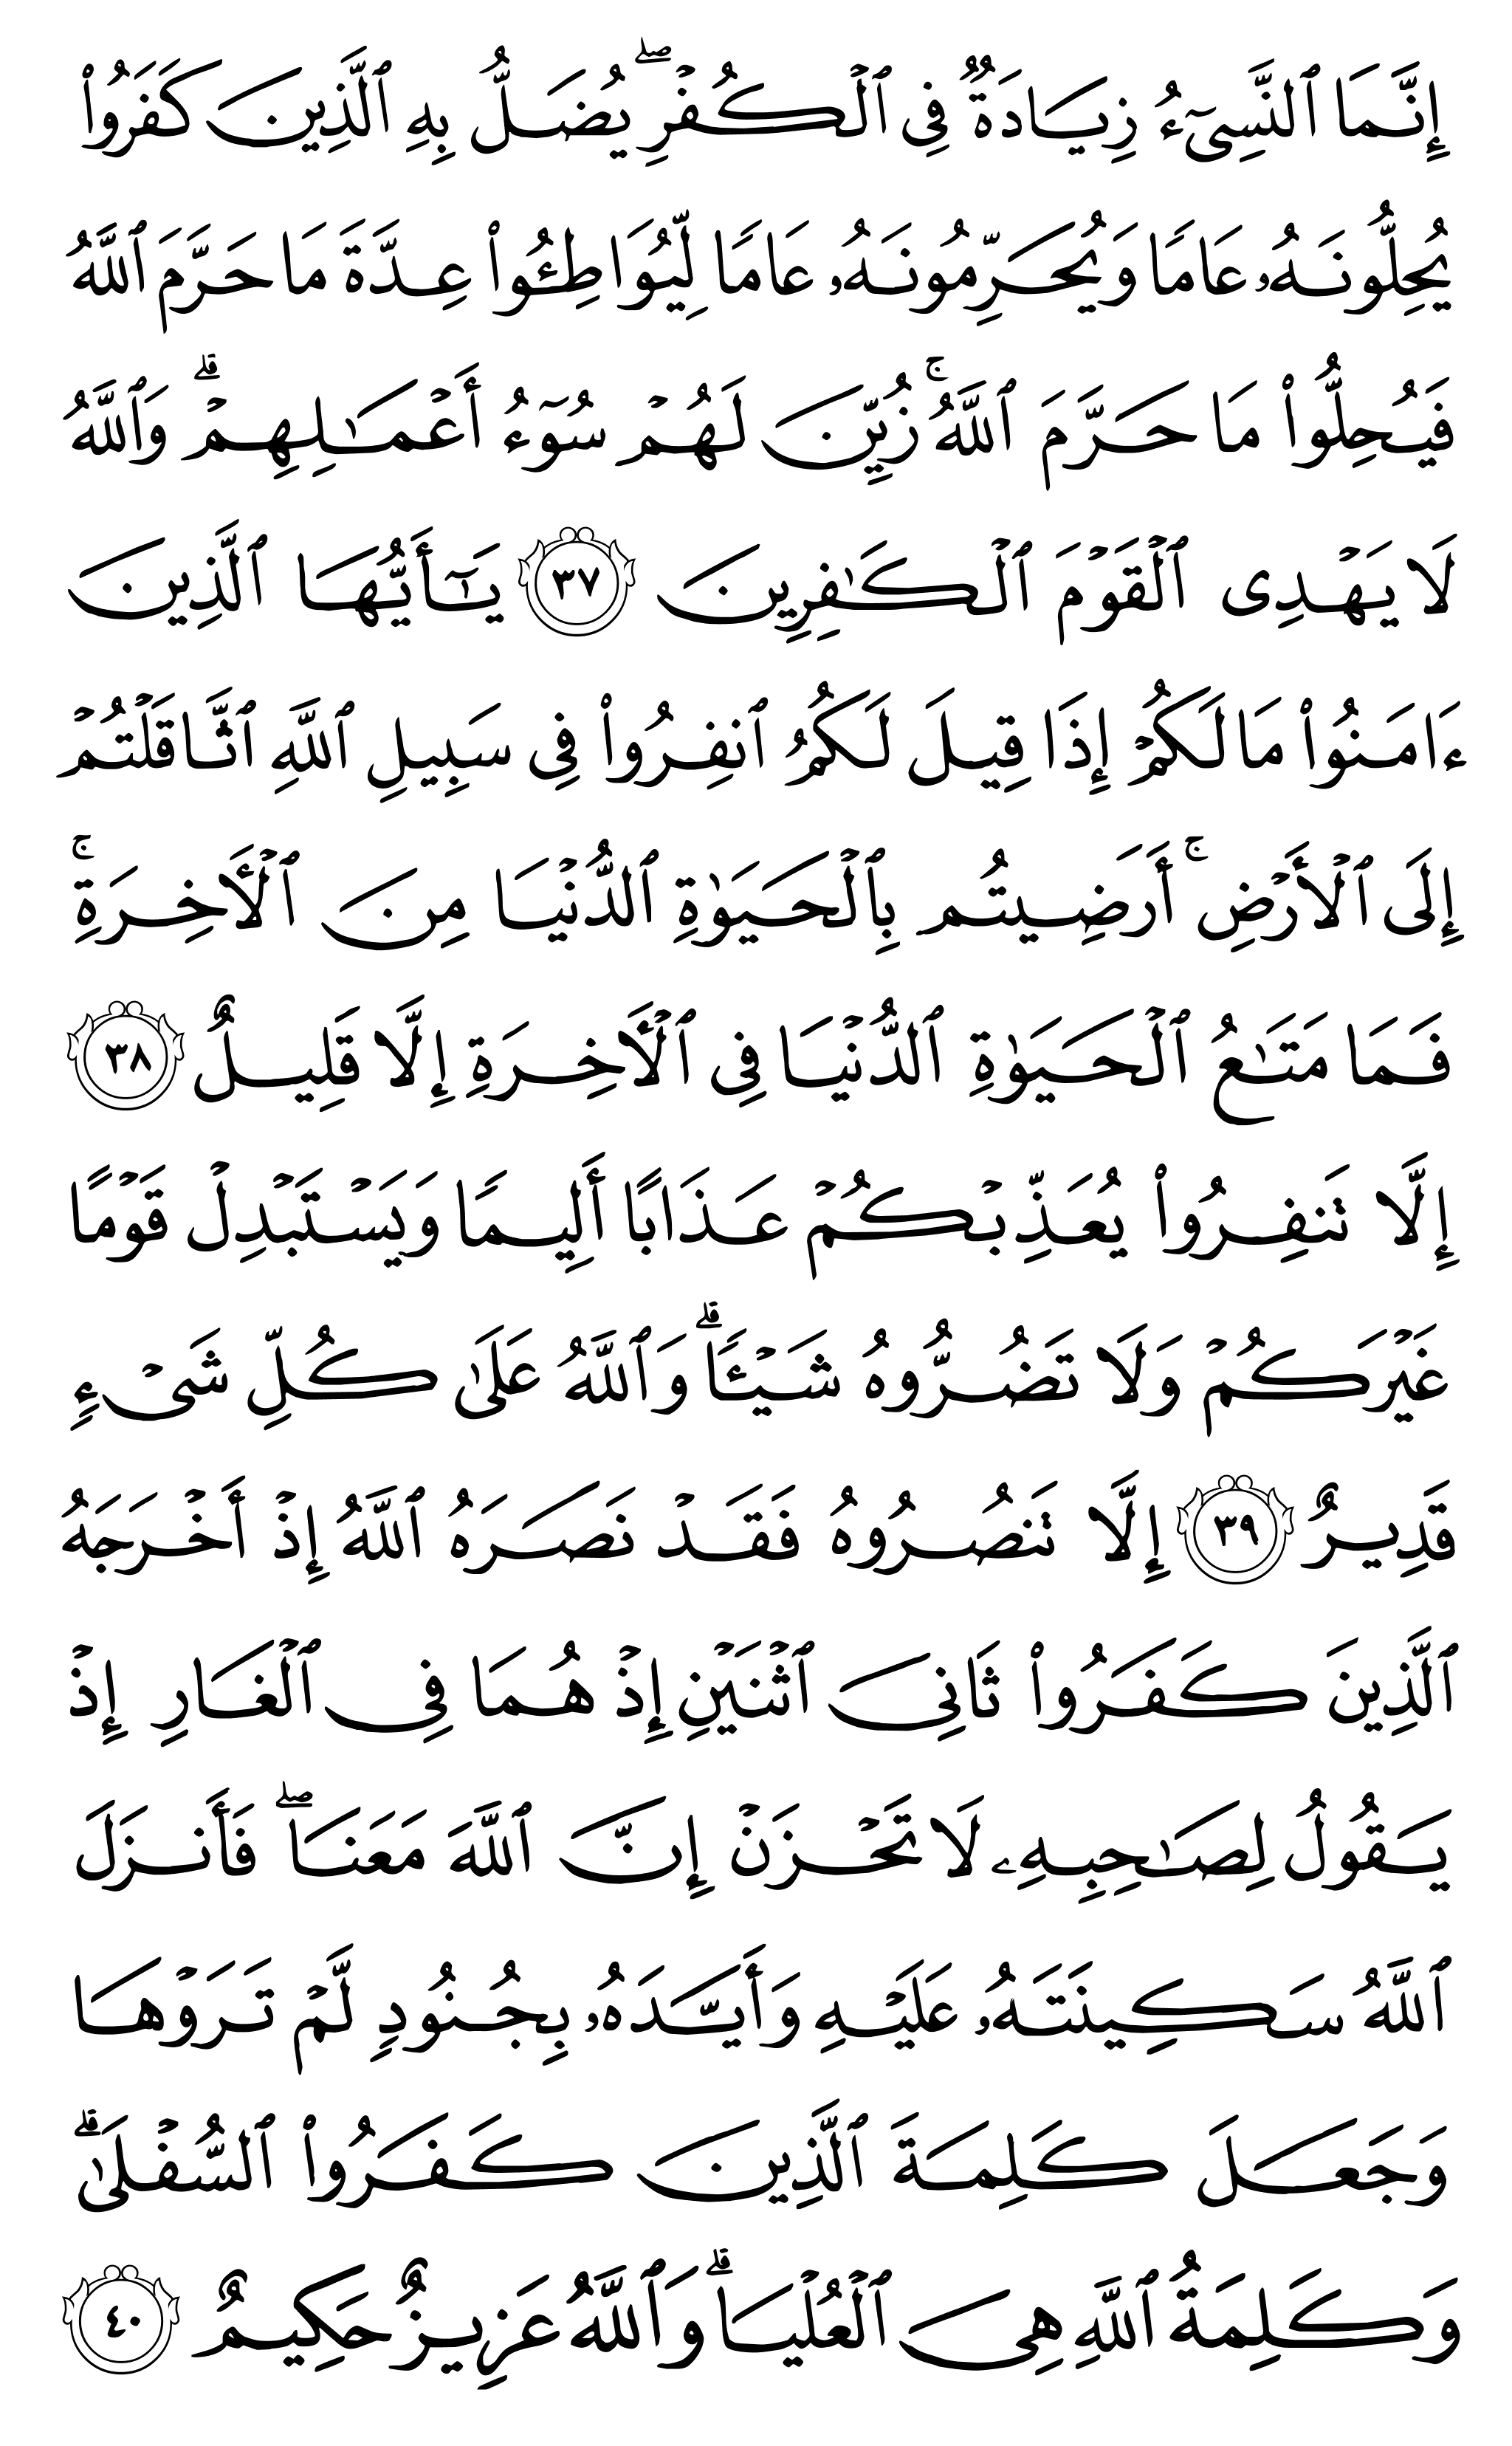 إِنَّمَا ٱلنَّسِىٓءُ زِيَادَةٌ فِى ٱلْكُفْرِ ۖ يُضَلُّ بِهِ ٱلَّذِينَ كَفَرُوا۟
يُحِلُّونَهُۥ عَامًا وَيُحَرِّمُونَهُۥ عَامًا لِّيُوَاطِـُٔوا۟ عِدَّةَ مَا حَرَّمَ ٱللَّهُ
فَيُحِلُّوا۟ مَا حَرَّمَ ٱللَّهُ ۚ زُيِّنَ لَهُمْ سُوٓءُ أَعْمَـٰلِهِمْ ۗ وَٱللَّهُ
لَا يَهْدِى ٱلْقَوْمَ ٱلْكَـٰفِرِينَ ٣٧ يَـٰٓأَيُّهَا ٱلَّذِينَ
ءَامَنُوا۟ مَا لَكُمْ إِذَا قِيلَ لَكُمُ ٱنفِرُوا۟ فِى سَبِيلِ ٱللَّهِ ٱثَّاقَلْتُمْ
إِلَى ٱلْأَرْضِ ۚ أَرَضِيتُم بِٱلْحَيَوٰةِ ٱلدُّنْيَا مِنَ ٱلْـَٔاخِرَةِ ۚ
فَمَا مَتَـٰعُ ٱلْحَيَوٰةِ ٱلدُّنْيَا فِى ٱلْـَٔاخِرَةِ إِلَّا قَلِيلٌ ٣٨
إِلَّا تَنفِرُوا۟ يُعَذِّبْكُمْ عَذَابًا أَلِيمًا وَيَسْتَبْدِلْ قَوْمًا
غَيْرَكُمْ وَلَا تَضُرُّوهُ شَيْـًٔا ۗ وَٱللَّهُ عَلَىٰ كُلِّ شَىْءٍ
قَدِيرٌ ٣٩ إِلَّا تَنصُرُوهُ فَقَدْ نَصَرَهُ ٱللَّهُ إِذْ أَخْرَجَهُ
ٱلَّذِينَ كَفَرُوا۟ ثَانِىَ ٱثْنَيْنِ إِذْ هُمَا فِى ٱلْغَارِ إِذْ
يَقُولُ لِصَـٰحِبِهِۦ لَا تَحْزَنْ إِنَّ ٱللَّهَ مَعَنَا ۖ فَأَنزَلَ
ٱللَّهُ سَكِينَتَهُۥ عَلَيْهِ وَأَيَّدَهُۥ بِجُنُودٍ لَّمْ تَرَوْهَا
وَجَعَلَ كَلِمَةَ ٱلَّذِينَ كَفَرُوا۟ ٱلسُّفْلَىٰ ۗ
وَكَلِمَةُ ٱللَّهِ هِىَ ٱلْعُلْيَا ۗ وَٱللَّهُ عَزِيزٌ حَكِيمٌ ٤٠